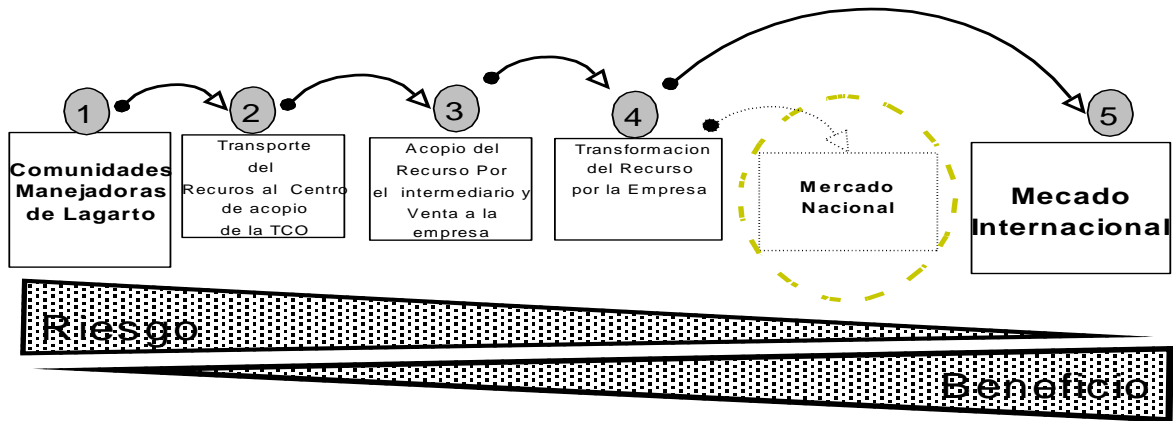 1
Comunidades
Manejadoras
de Lagarto
2
Transporte
del
Recuros al Centro
de acopio
de la TCO
3
Acopio del
Recurso Por
el intermediario y
Venta a la
empresa
4
Transformacion
del Recurso
por la Empresa
Mercado
Nacional
5
Mecado
Internacional
Riesgo
Beneficio